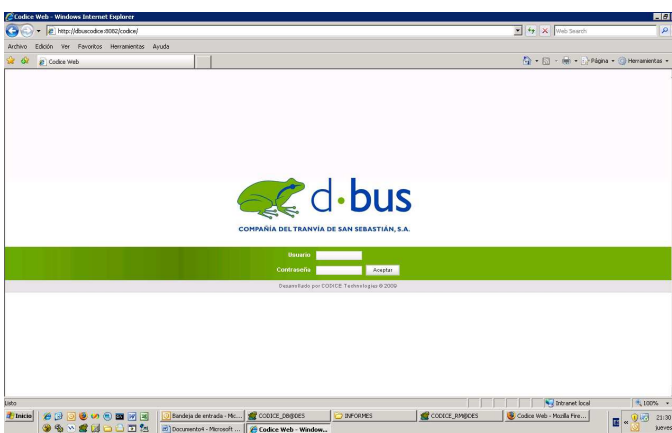 Codice Web - Windows Internet Explorer
http://dbuscodice:8082/codice/
Web Search
Archivo Edición Ver Favoritos Herramientas Ayuda
Codice Web
Página Herramientas
d·bus
COMPAÑÍA DEL TRANVÍA DE SAN SEBASTIÁN, S.A.
Usuario
Contraseña
Aceptar
Desarrollado por CODICE Technologies © 2009
Listo
Intranet local
100%
Inicio
Bandeja de entrada - Mic...
CODICE_DB@DES
INFORMES
CODICE_RM@DES
Codice Web - Mozilla Fire...
21:30
Documento4 - Microsoft ...
Codice Web - Window...
jueves